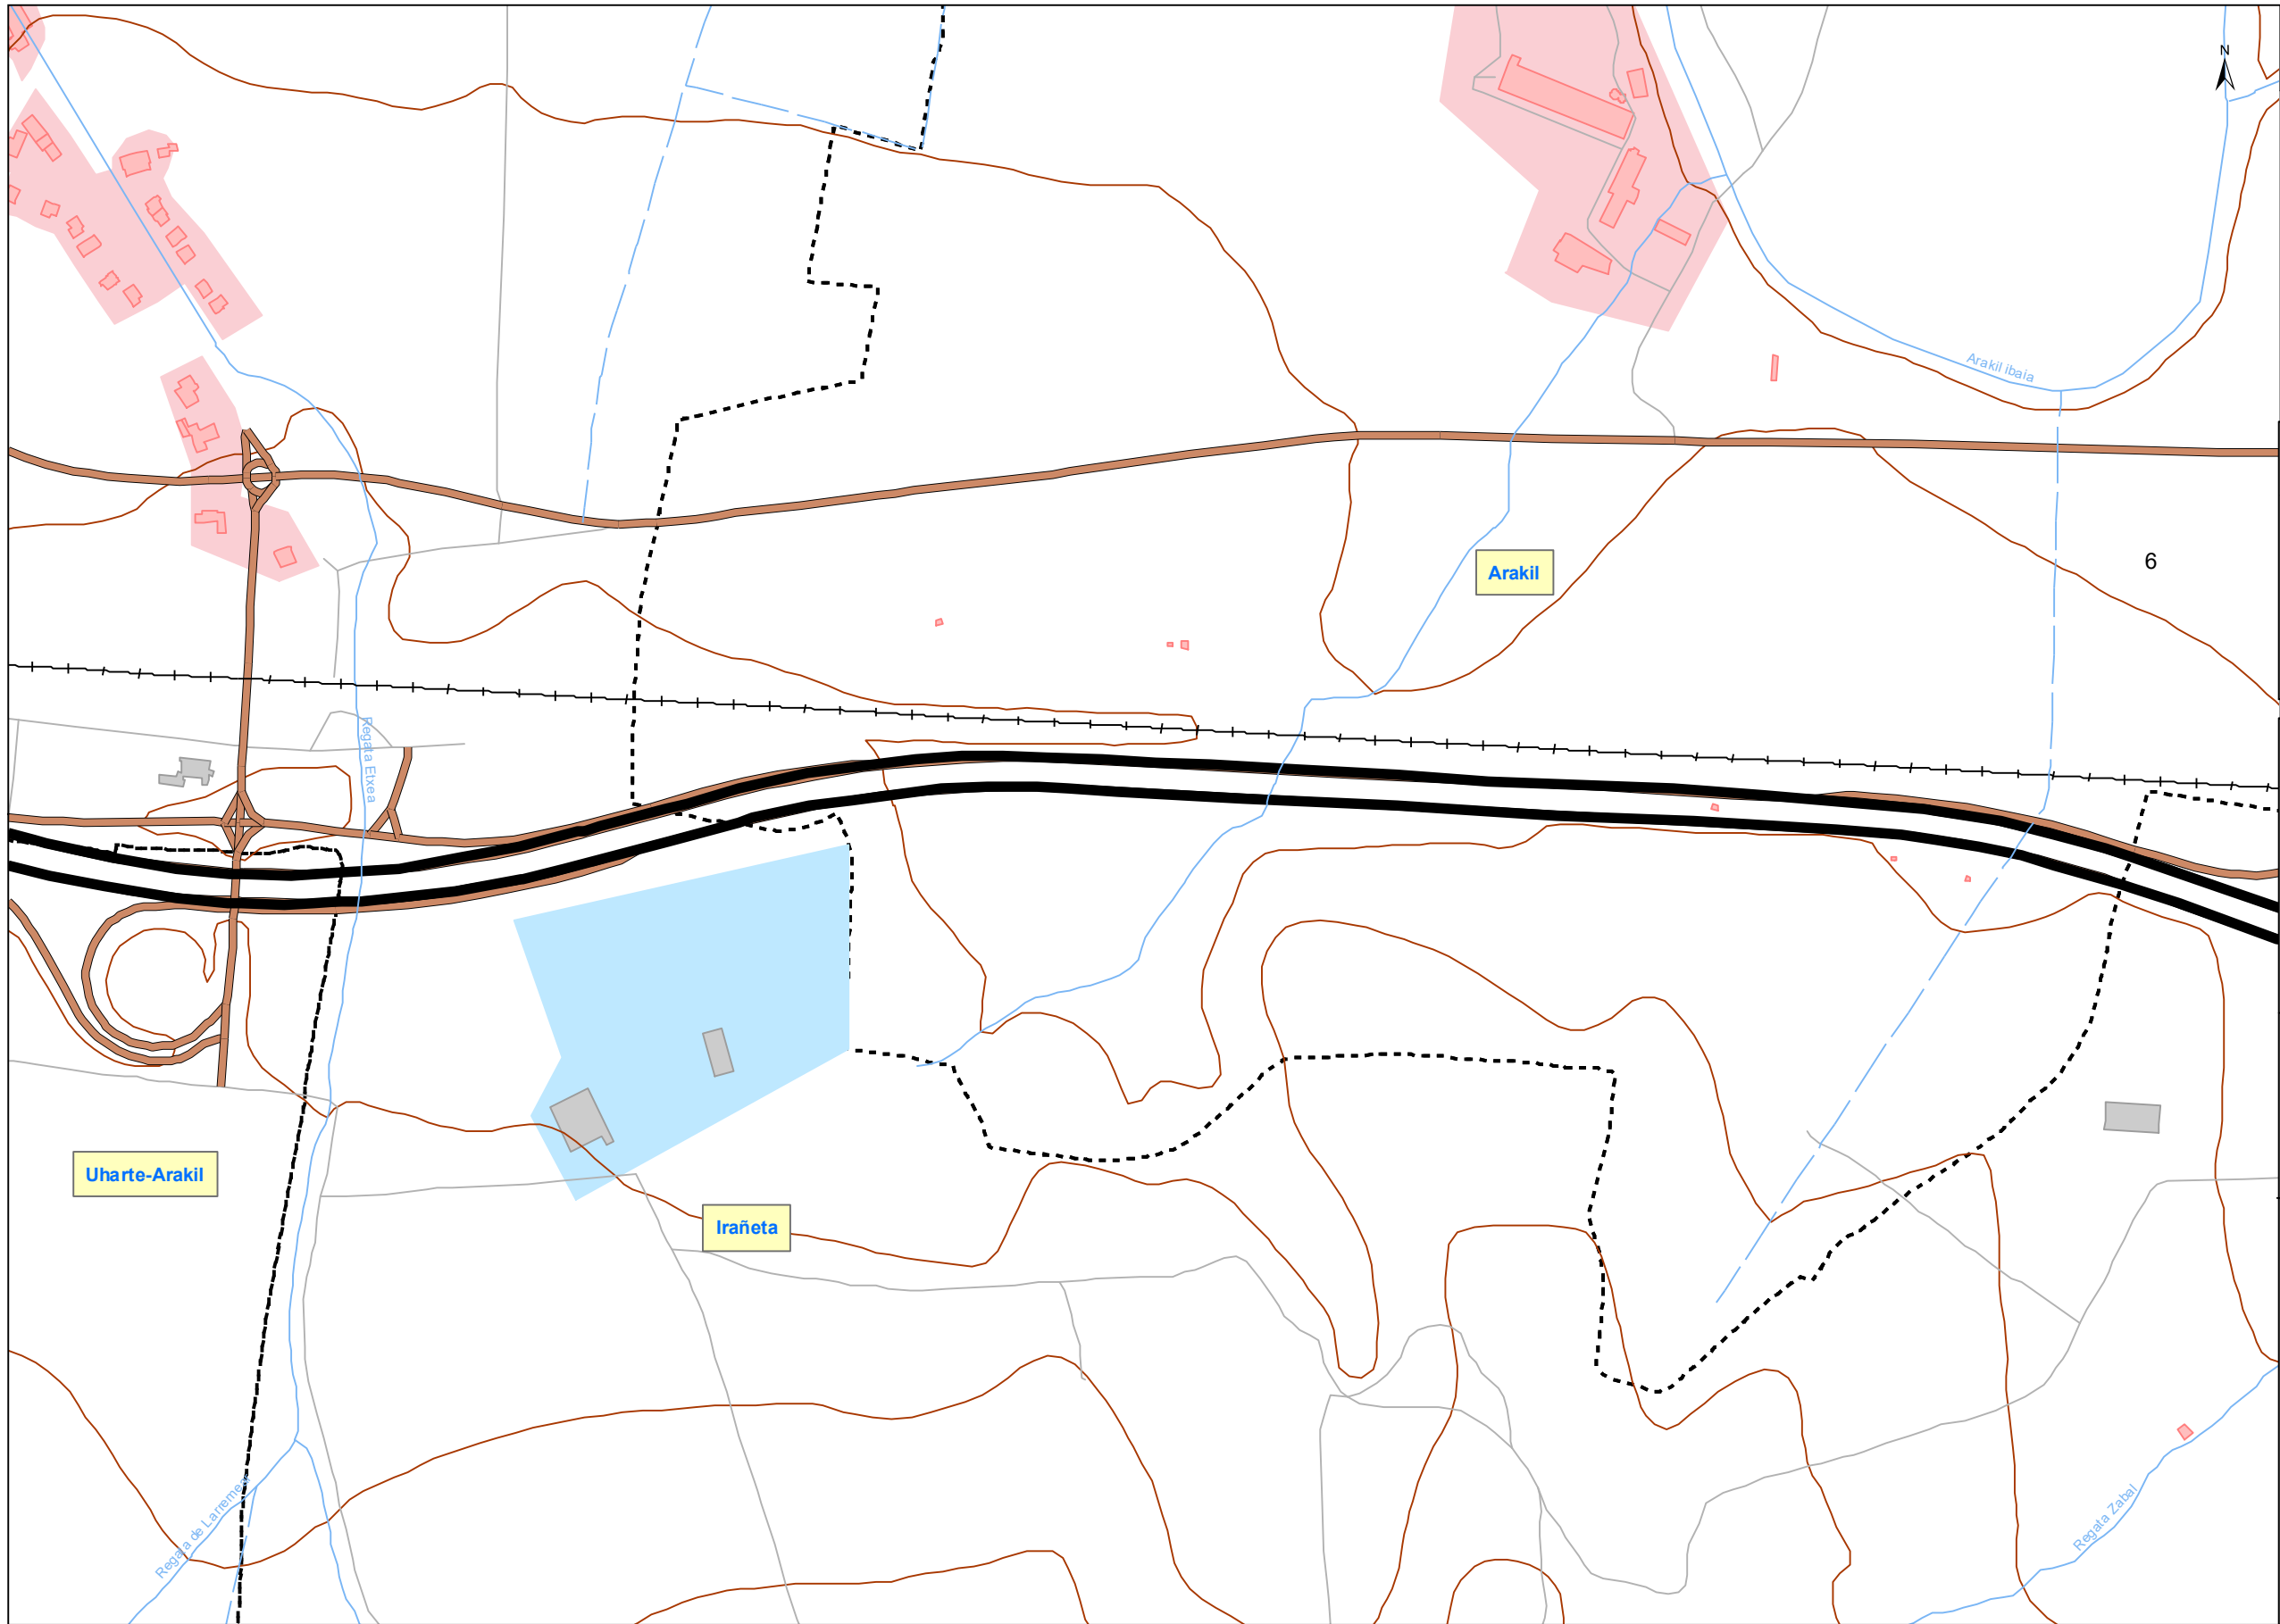 N
Arakil ibaia
6
Arakil
Regata Etxea
Uharte-Arakil
Irañeta
Regata de Larremea
Regata Zabal